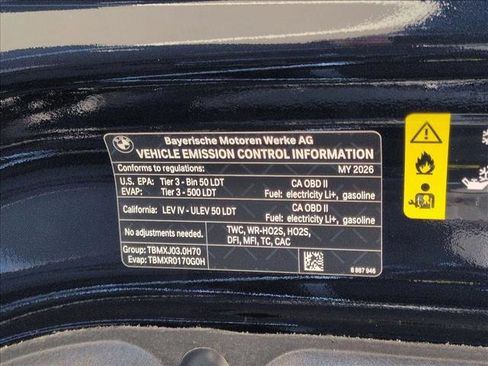 BMW
Bayerische Motoren Werke AG
VEHICLE EMISSION CONTROL INFORMATION
Conforms to regulations: MY 2026
U.S. EPA: Tier 3 - Bin 50 LDT CA OBD II
EVAP: Tier 3 - 500 LDT Fuel: electricity Li+, gasoline
California: LEV IV - ULEV 50 LDT CA OBD II
Fuel: electricity Li+, gasoline
No adjustments needed. TWC, WR-HO2S, HO2S,
DFI, MFI, TC, CAC
Group: TBMXJ03.0H70
Evap: TBMXR0170G0H
8 867 946